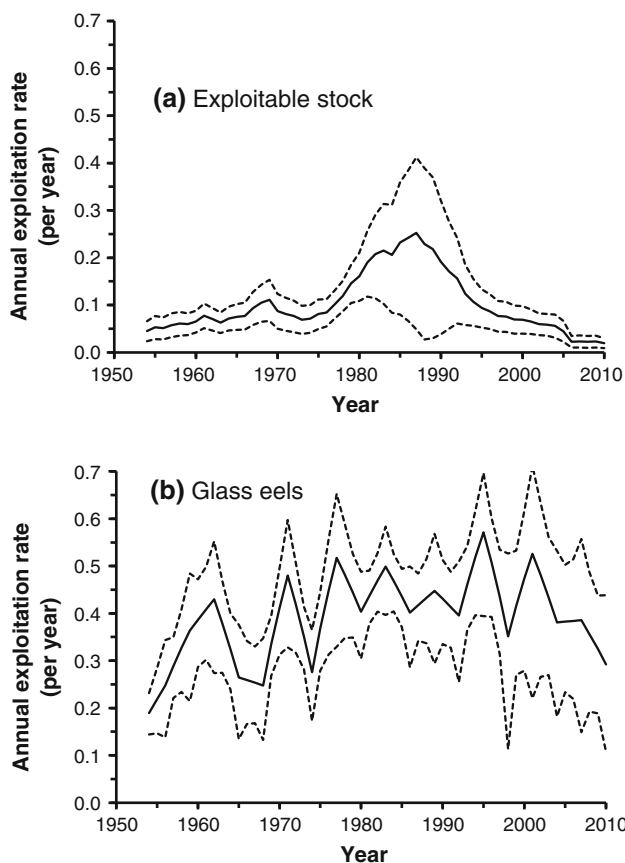 0.7
0.6
(a) Exploitable stock
0.5
0.4
0.3
0.2
0.1
0.0
Annual exploitation rate
(per year)
1950 1960 1970 1980 1990 2000 2010
Year
0.7
(b) Glass eels
0.6
0.5
0.4
0.3
0.2
0.1
0.0
Annual exploitation rate
(per year)
1950 1960 1970 1980 1990 2000 2010
Year